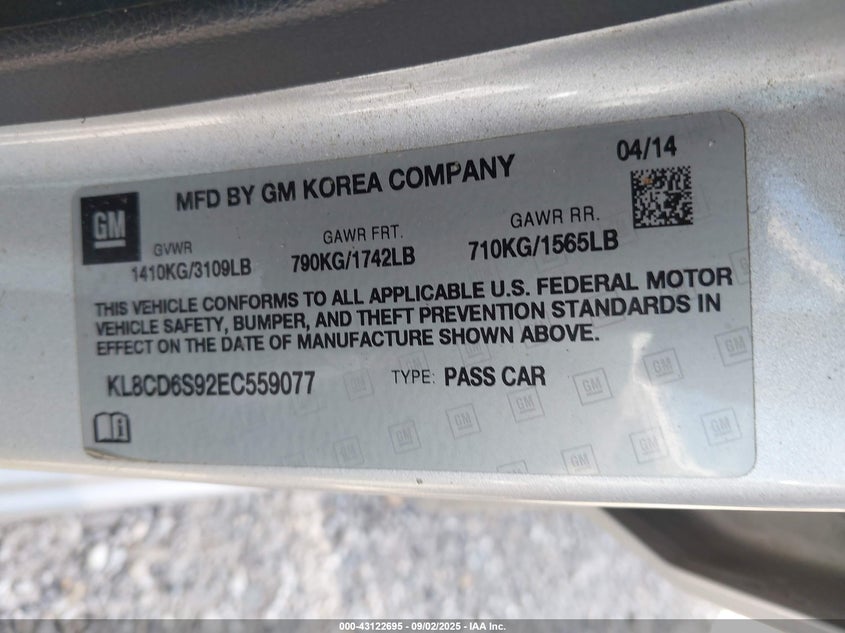 MFD BY GM KOREA COMPANY
04/14
GM
GVWR
1410KG/3109LB
GAWR FRT.
790KG/1742LB
GAWR RR.
710KG/1565LB
THIS VEHICLE CONFORMS TO ALL APPLICABLE U.S. FEDERAL MOTOR
VEHICLE SAFETY, BUMPER, AND THEFT PREVENTION STANDARDS IN
EFFECT ON THE DATE OF MANUFACTURE SHOWN ABOVE.
KL8CD6S92EC559077
TYPE: PASS CAR
000-43122695 - 09/02/2025 - IAA Inc.